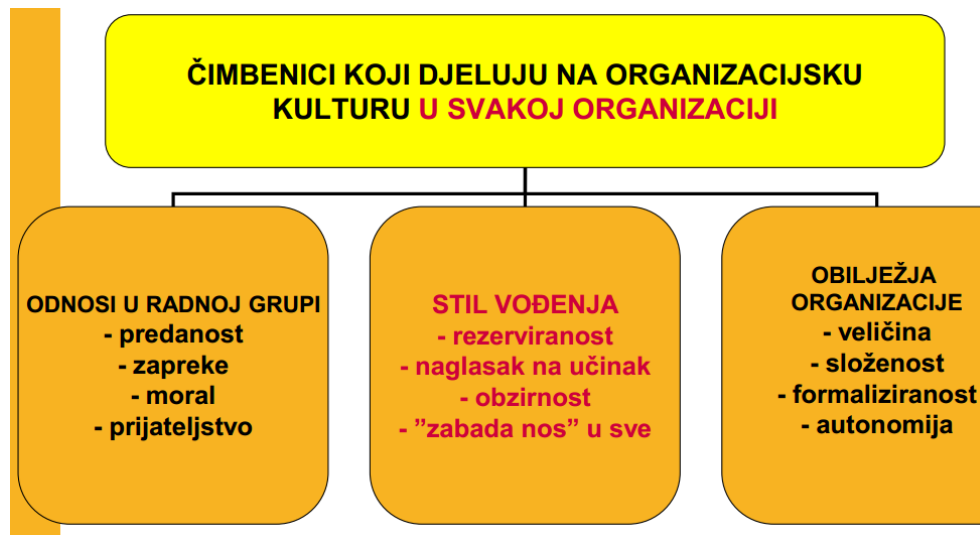 ČIMBENICI KOJI DJELUJU NA ORGANIZACIJSKU
KULTURU U SVAKOJ ORGANIZACIJI
ODNOSI U RADNOJ GRUPI
- predanost
- zapreke
- moral
- prijateljstvo
STIL VOĐENJA
- rezerviranost
- naglasak na učinak
- obzirnost
- ”zabada nos” u sve
OBILJEŽJA
ORGANIZACIJE
- veličina
- složenost
- formaliziranost
- autonomija